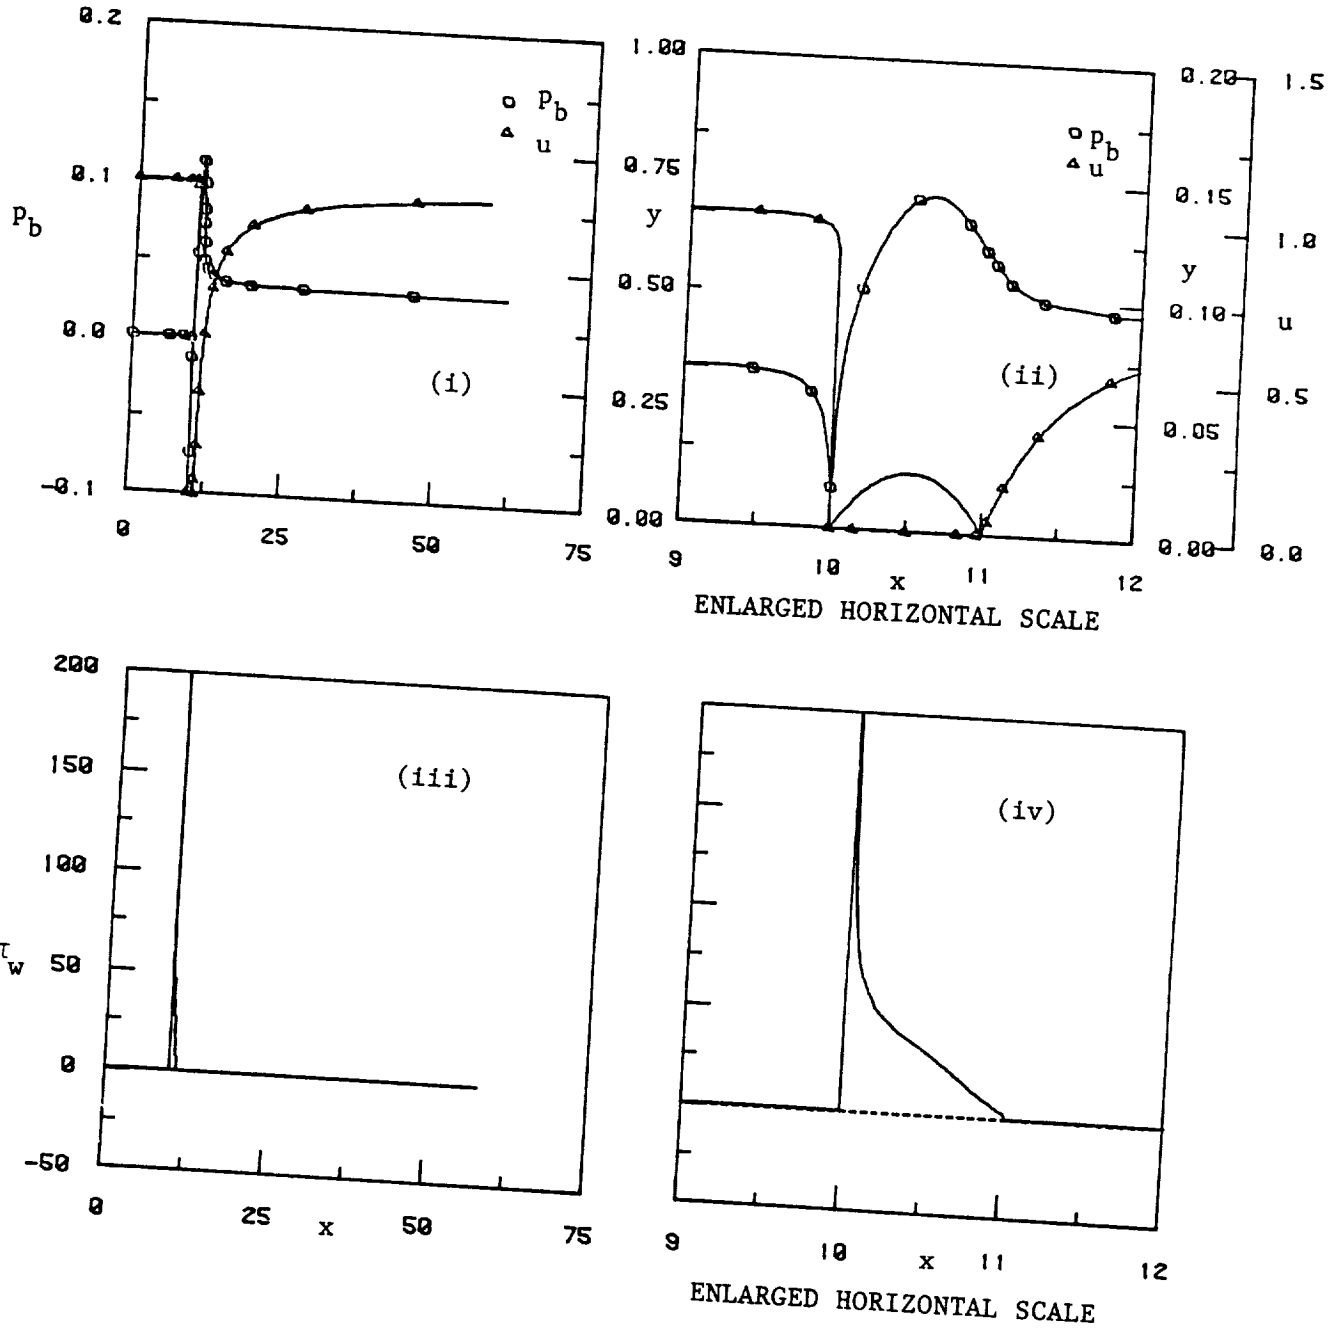 0.2
0.1
p_b
0.0
-0.1
p_b
u
(i)
0 25 50 75
1.00
0.75
y
0.50
0.25
0.00
p_b
u
(ii)
9 10 x 11 12
ENLARGED HORIZONTAL SCALE
0.20 1.5
0.15
1.0
y
0.10 u
0.5
0.05
0.00 0.0
200
150
100
τ_w 50
0
-50
(iii)
0 25 x 50 75
(iv)
9 10 x 11 12
ENLARGED HORIZONTAL SCALE